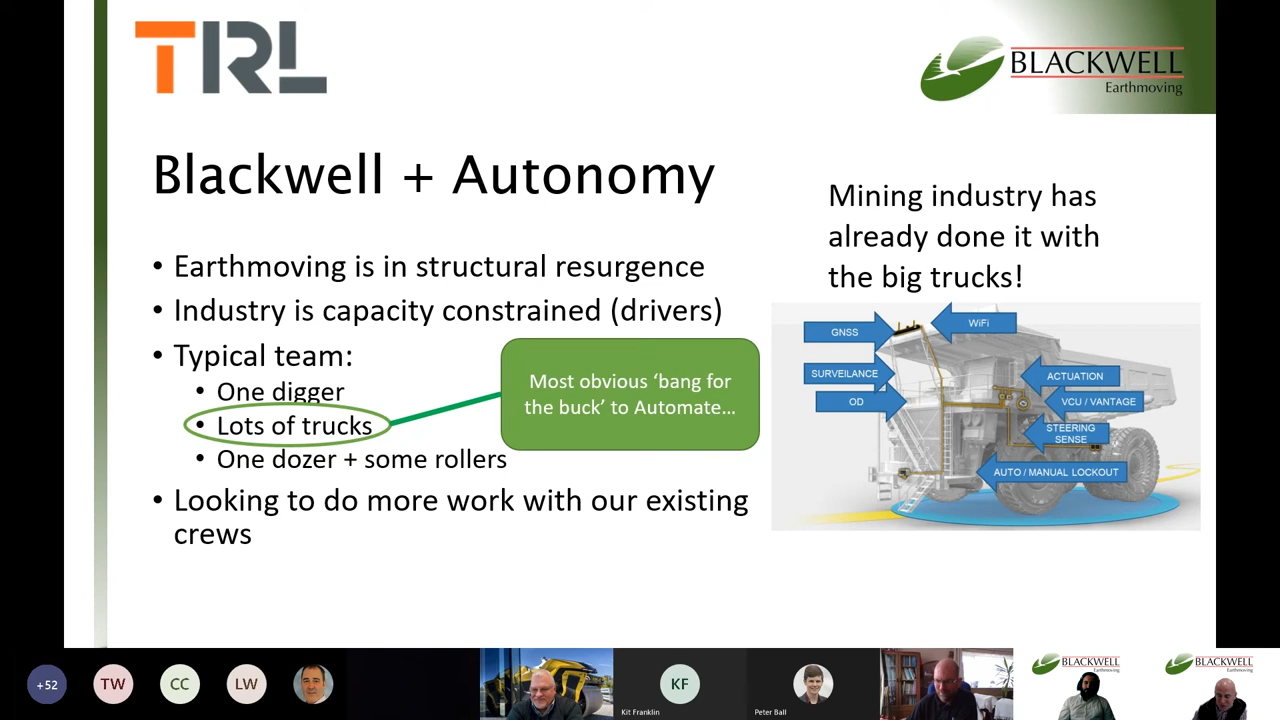 TRL
BLACKWELL
Earthmoving
Blackwell + Autonomy
Mining industry has
already done it with
the big trucks!
• Earthmoving is in structural resurgence
• Industry is capacity constrained (drivers)
• Typical team:
• One digger
• Lots of trucks
• One dozer + some rollers
• Looking to do more work with our existing
crews
Most obvious ‘bang for
the buck’ to Automate…
GNSS
WiFi
SURVEILANCE
ACTUATION
OD
VCU / VANTAGE
STEERING
SENSE
AUTO / MANUAL LOCKOUT
+52
TW
CC
LW
KF
Kit Franklin
Peter Ball
BLACKWELL
Earthmoving
BLACKWELL
Earthmoving